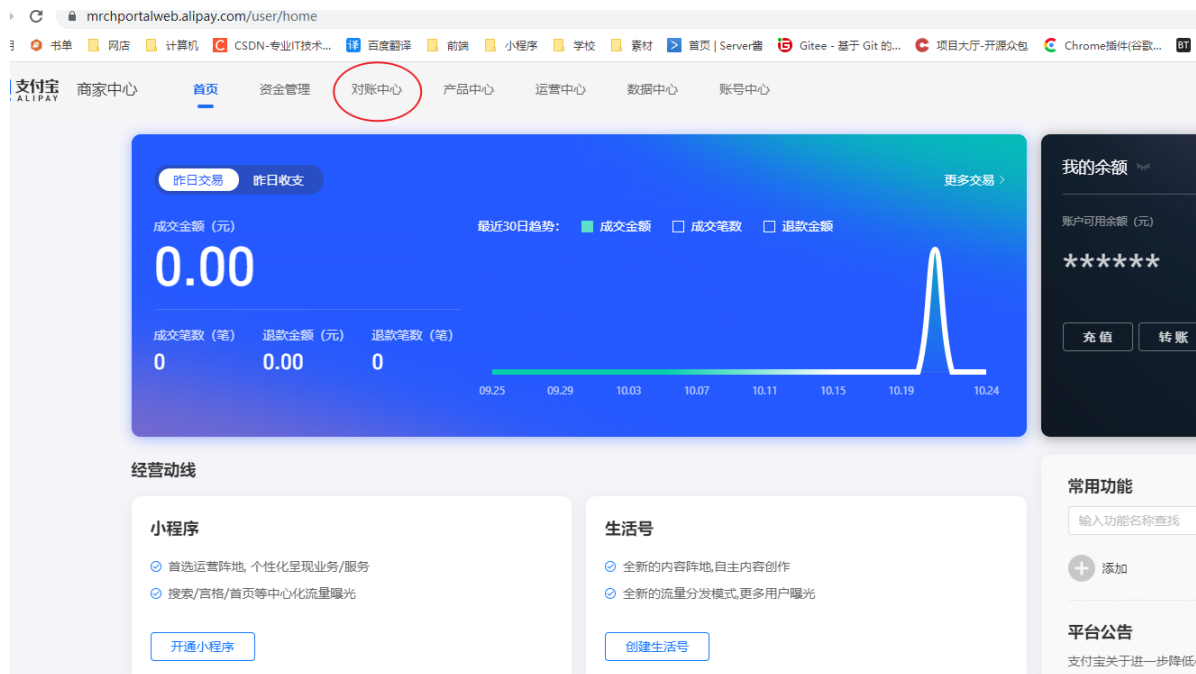 mrchportalweb.alipay.com/user/home
书单 网店 计算机 CSDN-专业IT技术... 百度翻译 前端 小程序 学校 素材 首页 | Server酱 Gitee - 基于 Git 的... 项目大厅-开源众包 Chrome插件(谷歌... BT
支付宝 ALIPAY 商家中心 首页 资金管理 对账中心 产品中心 运营中心 数据中心 账号中心
昨日交易 昨日收支 更多交易 >
成交金额（元）
0.00
成交笔数（笔） 退款金额（元） 退款笔数（笔）
0 0.00 0
最近30日趋势： 成交金额 成交笔数 退款金额
09.25 09.29 10.03 10.07 10.11 10.15 10.19 10.24
我的余额
账户可用余额（元）
******
充值 转账
经营动线
小程序
首选运营阵地, 个性化呈现业务/服务
搜索/宫格/首页等中心化流量曝光
开通小程序
生活号
全新的内容阵地,自主内容创作
全新的流量分发模式,更多用户曝光
创建生活号
常用功能
输入功能名称查找
添加
平台公告
支付宝关于进一步降低